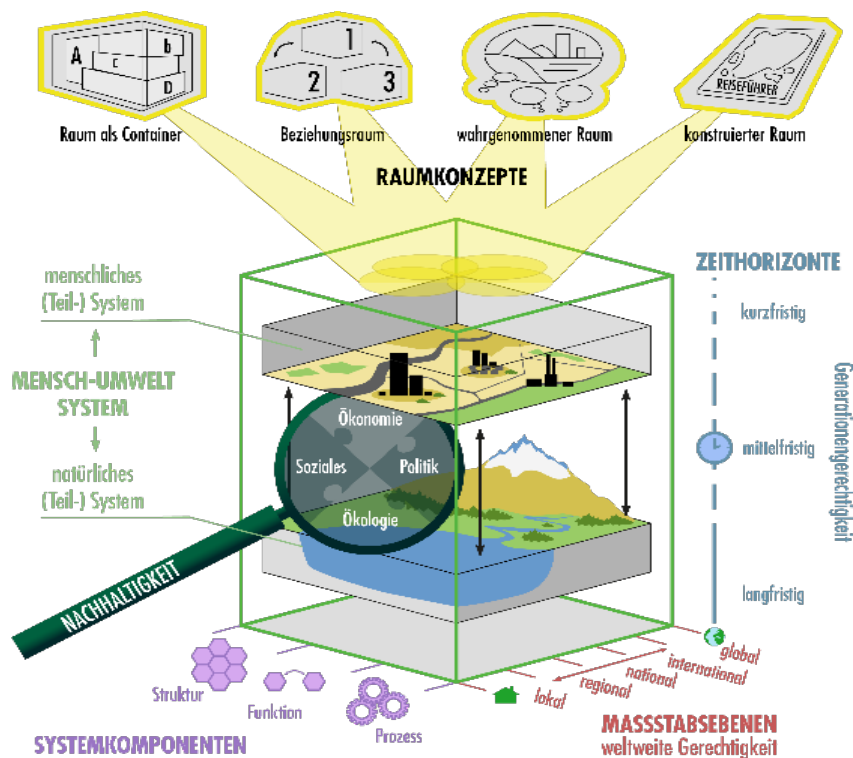 A
b
c
D
1
2
3
REISEFÜHRER
Raum als Container
Beziehungsraum
wahrgenommener Raum
konstruierter Raum
RAUMKONZEPTE
menschliches
(Teil-) System
MENSCH-UMWELT
SYSTEM
natürliches
(Teil-) System
ZEITHORIZONTE
kurzfristig
mittelfristig
langfristig
Generationengerechtigkeit
Ökonomie
Soziales
Politik
Ökologie
NACHHALTIGKEIT
Struktur
Funktion
Prozess
SYSTEMKOMPONENTEN
lokal
regional
national
international
global
MASSSTABSEBENEN
weltweite Gerechtigkeit